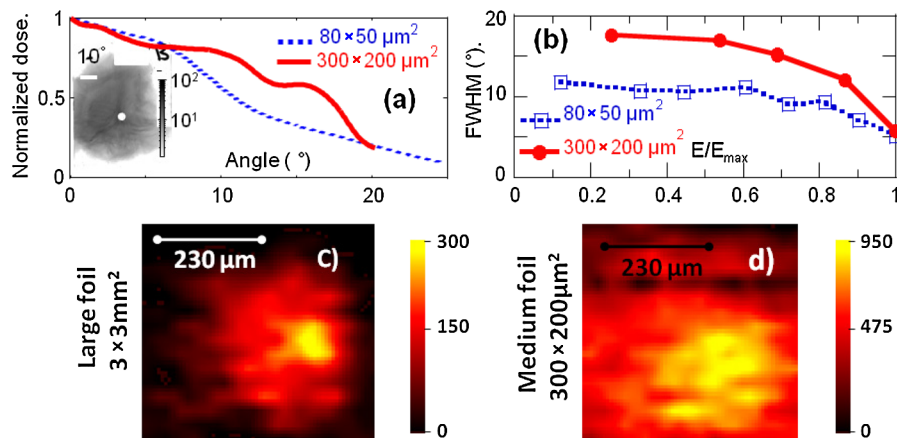 Normalized dose.
1
0.5
0
0
10
20
Angle ( °)
80×50 μm²
300×200 μm²
(a)
10°
10²
10¹
(b)
FWHM (°).
20
10
0
80×50 μm²
300×200 μm²
E/Emax
0
0.2
0.4
0.6
0.8
1
Large foil
3×3mm²
230 μm
c)
300
150
0
Medium foil
300×200μm²
230 μm
d)
950
475
0